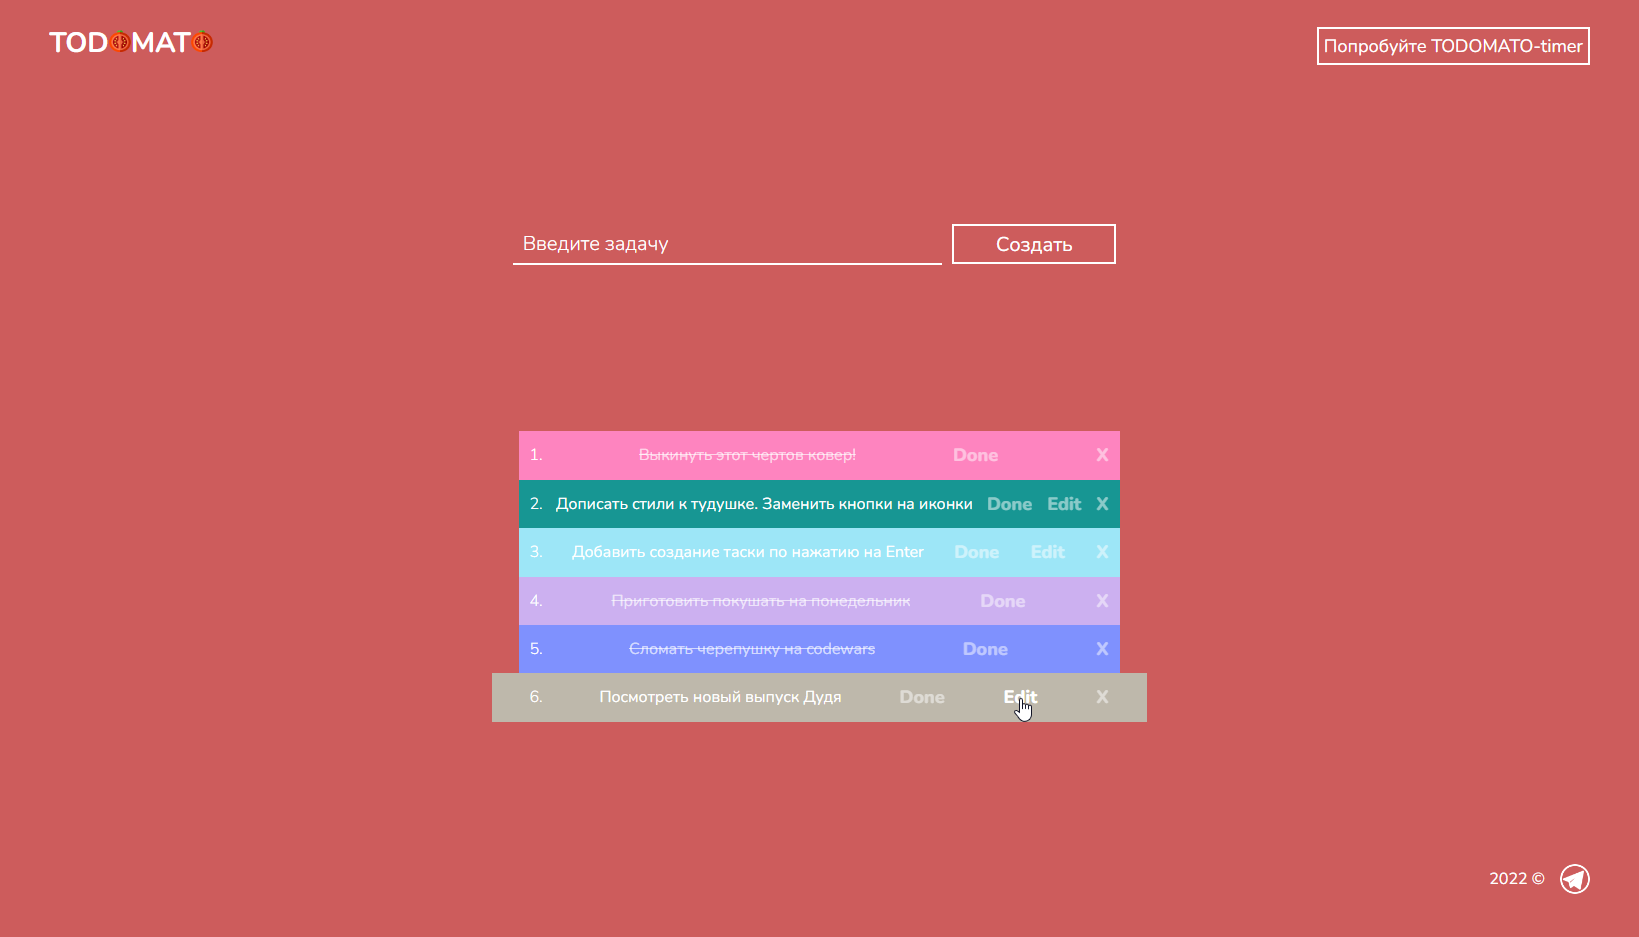 TODOMATO
Попробуйте TODOMATO-timer
Введите задачу
Создать
1. Выкинуть этот чертов ковер! Done X
2. Дописать стили к тудушке. Заменить кнопки на иконки Done Edit X
3. Добавить создание таски по нажатию на Enter Done Edit X
4. Приготовить покушать на понедельник Done X
5. Сломать черепушку на codewars Done X
6. Посмотреть новый выпуск Дудя Done Edit X
2022 ©